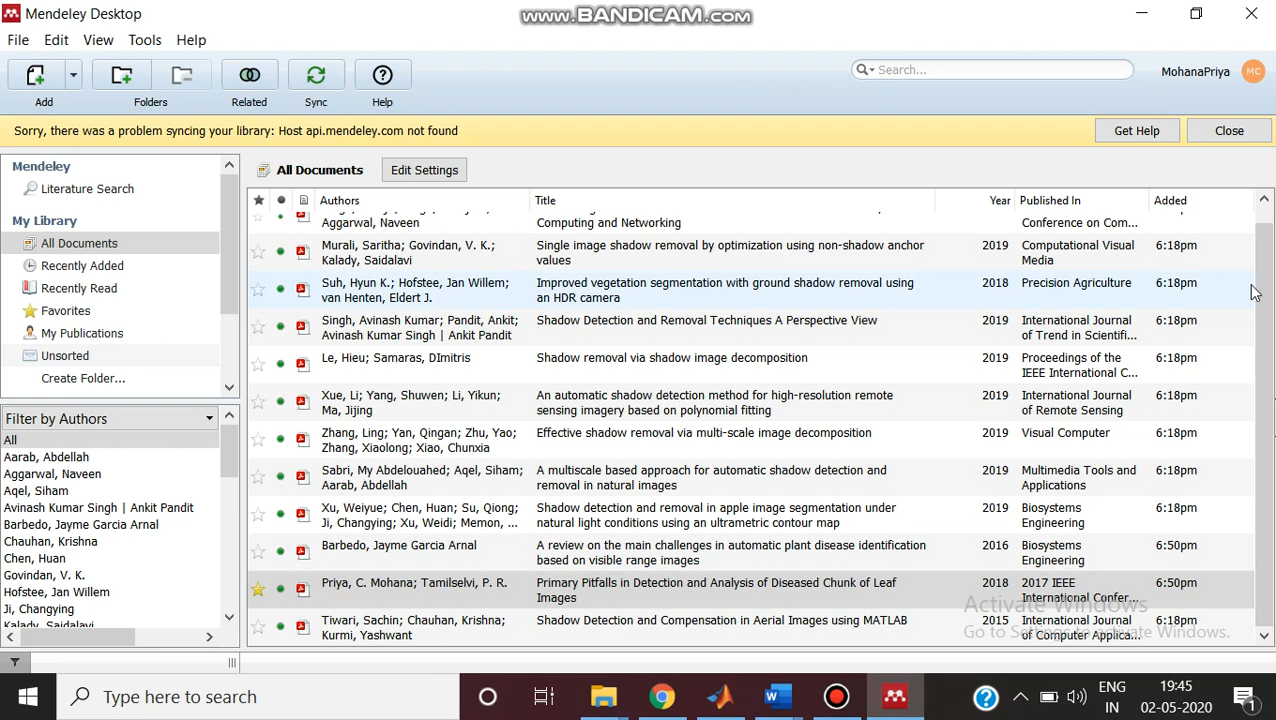 Mendeley Desktop
www.BANDICAM.com
File Edit View Tools Help
Search...
MohanaPriya MC
Add Folders Related Sync Help
Sorry, there was a problem syncing your library: Host api.mendeley.com not found
Get Help Close
Mendeley
Literature Search
My Library
All Documents
Recently Added
Recently Read
Favorites
My Publications
Unsorted
Create Folder...
Filter by Authors
All
Aarab, Abdellah
Aggarwal, Naveen
Aqel, Siham
Avinash Kumar Singh | Ankit Pandit
Barbedo, Jayme Garcia Arnal
Chauhan, Krishna
Chen, Huan
Govindan, V. K.
Hofstee, Jan Willem
Ji, Changying
Kalady, Saidalavi
All Documents Edit Settings
Authors Title Year Published In Added
Aggarwal, Naveen Computing and Networking Conference on Com...
Murali, Saritha; Govindan, V. K.; Single image shadow removal by optimization using non-shadow anchor 2019 Computational Visual 6:18pm
Kalady, Saidalavi values Media
Suh, Hyun K.; Hofstee, Jan Willem; Improved vegetation segmentation with ground shadow removal using 2018 Precision Agriculture 6:18pm
van Henten, Eldert J. an HDR camera
Singh, Avinash Kumar; Pandit, Ankit; Shadow Detection and Removal Techniques A Perspective View 2019 International Journal 6:18pm
Avinash Kumar Singh | Ankit Pandit of Trend in Scientifi...
Le, Hieu; Samaras, DImitris Shadow removal via shadow image decomposition 2019 Proceedings of the 6:18pm
IEEE International C...
Xue, Li; Yang, Shuwen; Li, Yikun; An automatic shadow detection method for high-resolution remote 2019 International Journal 6:18pm
Ma, Jijing sensing imagery based on polynomial fitting of Remote Sensing
Zhang, Ling; Yan, Qingan; Zhu, Yao; Effective shadow removal via multi-scale image decomposition 2019 Visual Computer 6:18pm
Zhang, Xiaolong; Xiao, Chunxia
Sabri, My Abdelouahed; Aqel, Siham; A multiscale based approach for automatic shadow detection and 2019 Multimedia Tools and 6:18pm
Aarab, Abdellah removal in natural images Applications
Xu, Weiyue; Chen, Huan; Su, Qiong; Shadow detection and removal in apple image segmentation under 2019 Biosystems 6:18pm
Ji, Changying; Xu, Weidi; Memon, ... natural light conditions using an ultrametric contour map Engineering
Barbedo, Jayme Garcia Arnal A review on the main challenges in automatic plant disease identification 2016 Biosystems 6:50pm
based on visible range images Engineering
Priya, C. Mohana; Tamilselvi, P. R. Primary Pitfalls in Detection and Analysis of Diseased Chunk of Leaf 2018 2017 IEEE 6:50pm
Images International Confer...
Tiwari, Sachin; Chauhan, Krishna; Shadow Detection and Compensation in Aerial Images using MATLAB 2015 International Journal 6:18pm
Kurmi, Yashwant of Computer Applica...
Activate Windows
Go to Settings to activate Windows.
Type here to search
ENG 19:45
IN 02-05-2020
1